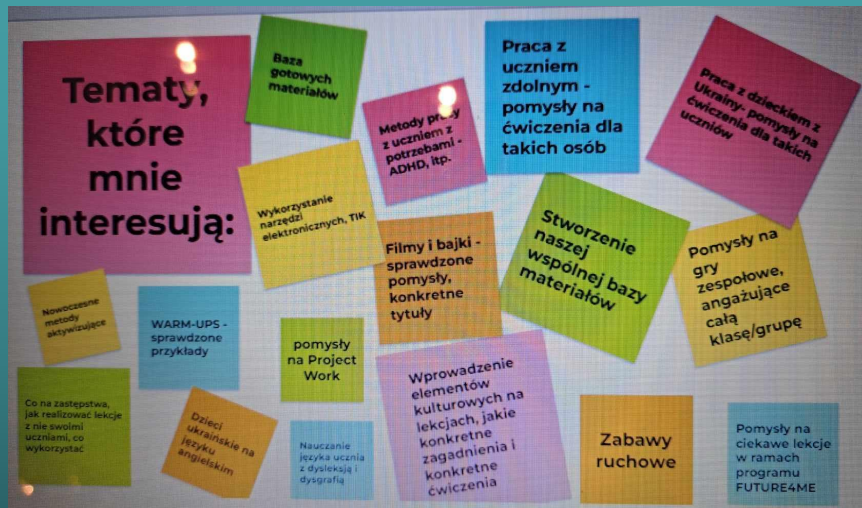 Tematy,
które
mnie
interesują:
Baza
gotowych
materiałów
Metody pracy
z uczniem z
potrzebami -
ADHD, itp.
Praca z
uczniem
zdolnym -
pomysły na
ćwiczenia dla
takich osób
Praca z dzieckiem z
Ukrainy- pomysły na
ćwiczenia dla takich
uczniów
Wykorzystanie
narzędzi
elektronicznych, TIK
Filmy i bajki -
sprawdzone
pomysły,
konkretne
tytuły
Stworzenie
naszej
wspólnej bazy
materiałów
Pomysły na
gry
zespołowe,
angażujące
całą
klasę/grupę
Nowoczesne
metody
aktywizujące
WARM-UPS -
sprawdzone
przykłady
pomysły
na Project
Work
Wprowadzenie
elementów
kulturowych na
lekcjach, jakie
konkretne
zagadnienia i
konkretne
ćwiczenia
Co na zastępstwa,
jak realizować lekcje
z nie swoimi
uczniami, co
wykorzystać
Dzieci
ukraińskie na
języku
angielskim
Nauczanie
języka ucznia
z dysleksją i
dysgrafią
Zabawy
ruchowe
Pomysły na
ciekawe lekcje
w ramach
programu
FUTURE4ME